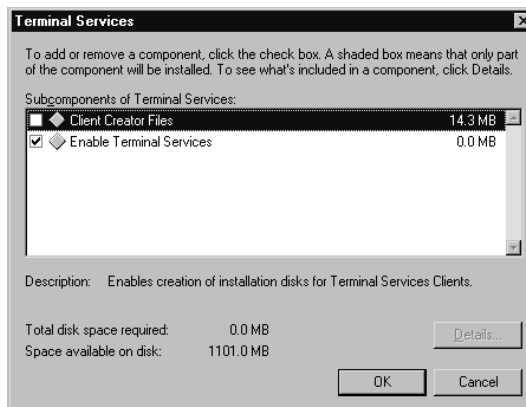 Terminal Services
To add or remove a component, click the check box. A shaded box means that only part
of the component will be installed. To see what's included in a component, click Details.
Subcomponents of Terminal Services:
Client Creator Files 14.3 MB
Enable Terminal Services 0.0 MB
Description: Enables creation of installation disks for Terminal Services Clients.
Total disk space required: 0.0 MB
Space available on disk: 1101.0 MB
Details...
OK Cancel